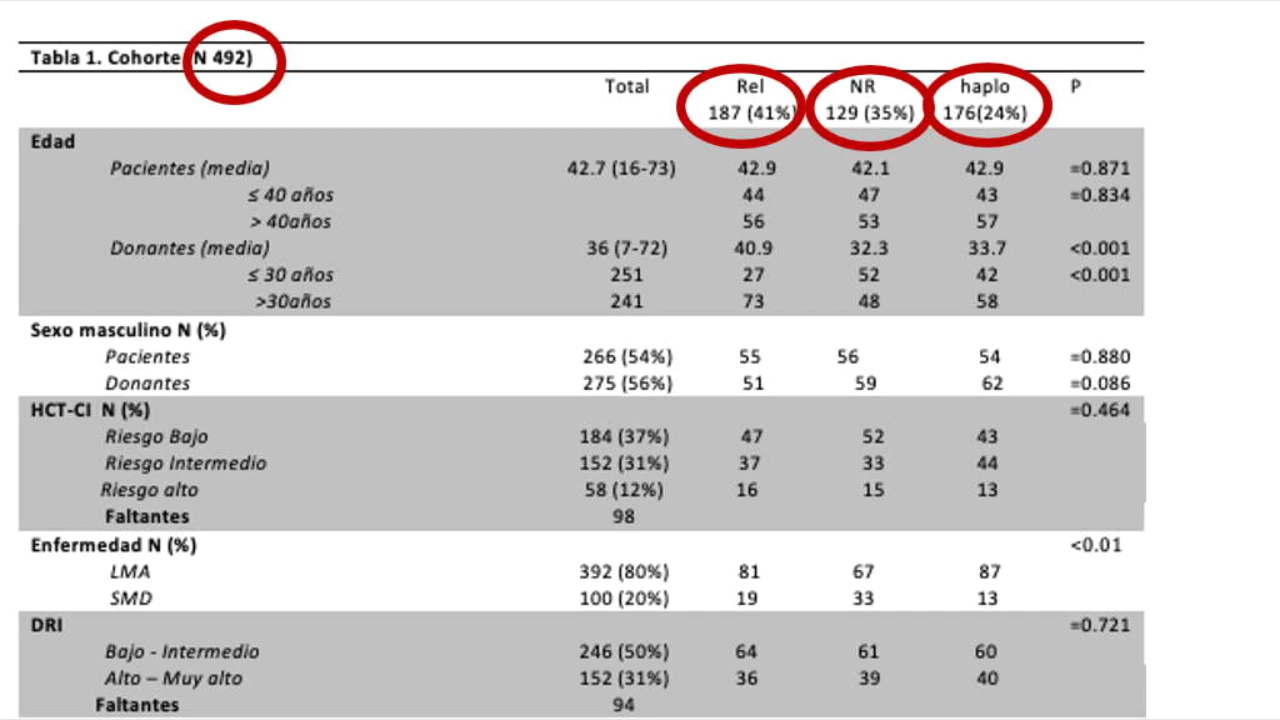 Tabla 1. Cohorte (N 492)
Total Rel NR haplo P
187 (41%) 129 (35%) 176(24%)
Edad
Pacientes (media) 42.7 (16-73) 42.9 42.1 42.9 =0.871
≤ 40 años 44 47 43 =0.834
> 40años 56 53 57
Donantes (media) 36 (7-72) 40.9 32.3 33.7 <0.001
≤ 30 años 251 27 52 42 <0.001
>30años 241 73 48 58
Sexo masculino N (%)
Pacientes 266 (54%) 55 56 54 =0.880
Donantes 275 (56%) 51 59 62 =0.086
HCT-CI N (%) =0.464
Riesgo Bajo 184 (37%) 47 52 43
Riesgo Intermedio 152 (31%) 37 33 44
Riesgo alto 58 (12%) 16 15 13
Faltantes 98
Enfermedad N (%) <0.01
LMA 392 (80%) 81 67 87
SMD 100 (20%) 19 33 13
DRI =0.721
Bajo - Intermedio 246 (50%) 64 61 60
Alto – Muy alto 152 (31%) 36 39 40
Faltantes 94